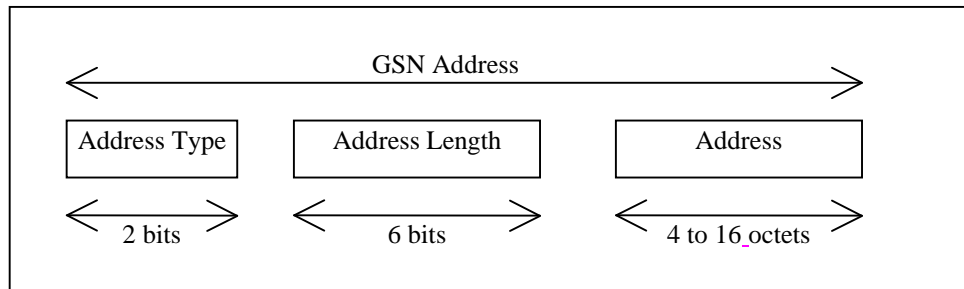 GSN Address
Address Type
Address Length
Address
2 bits
6 bits
4 to 16 octets